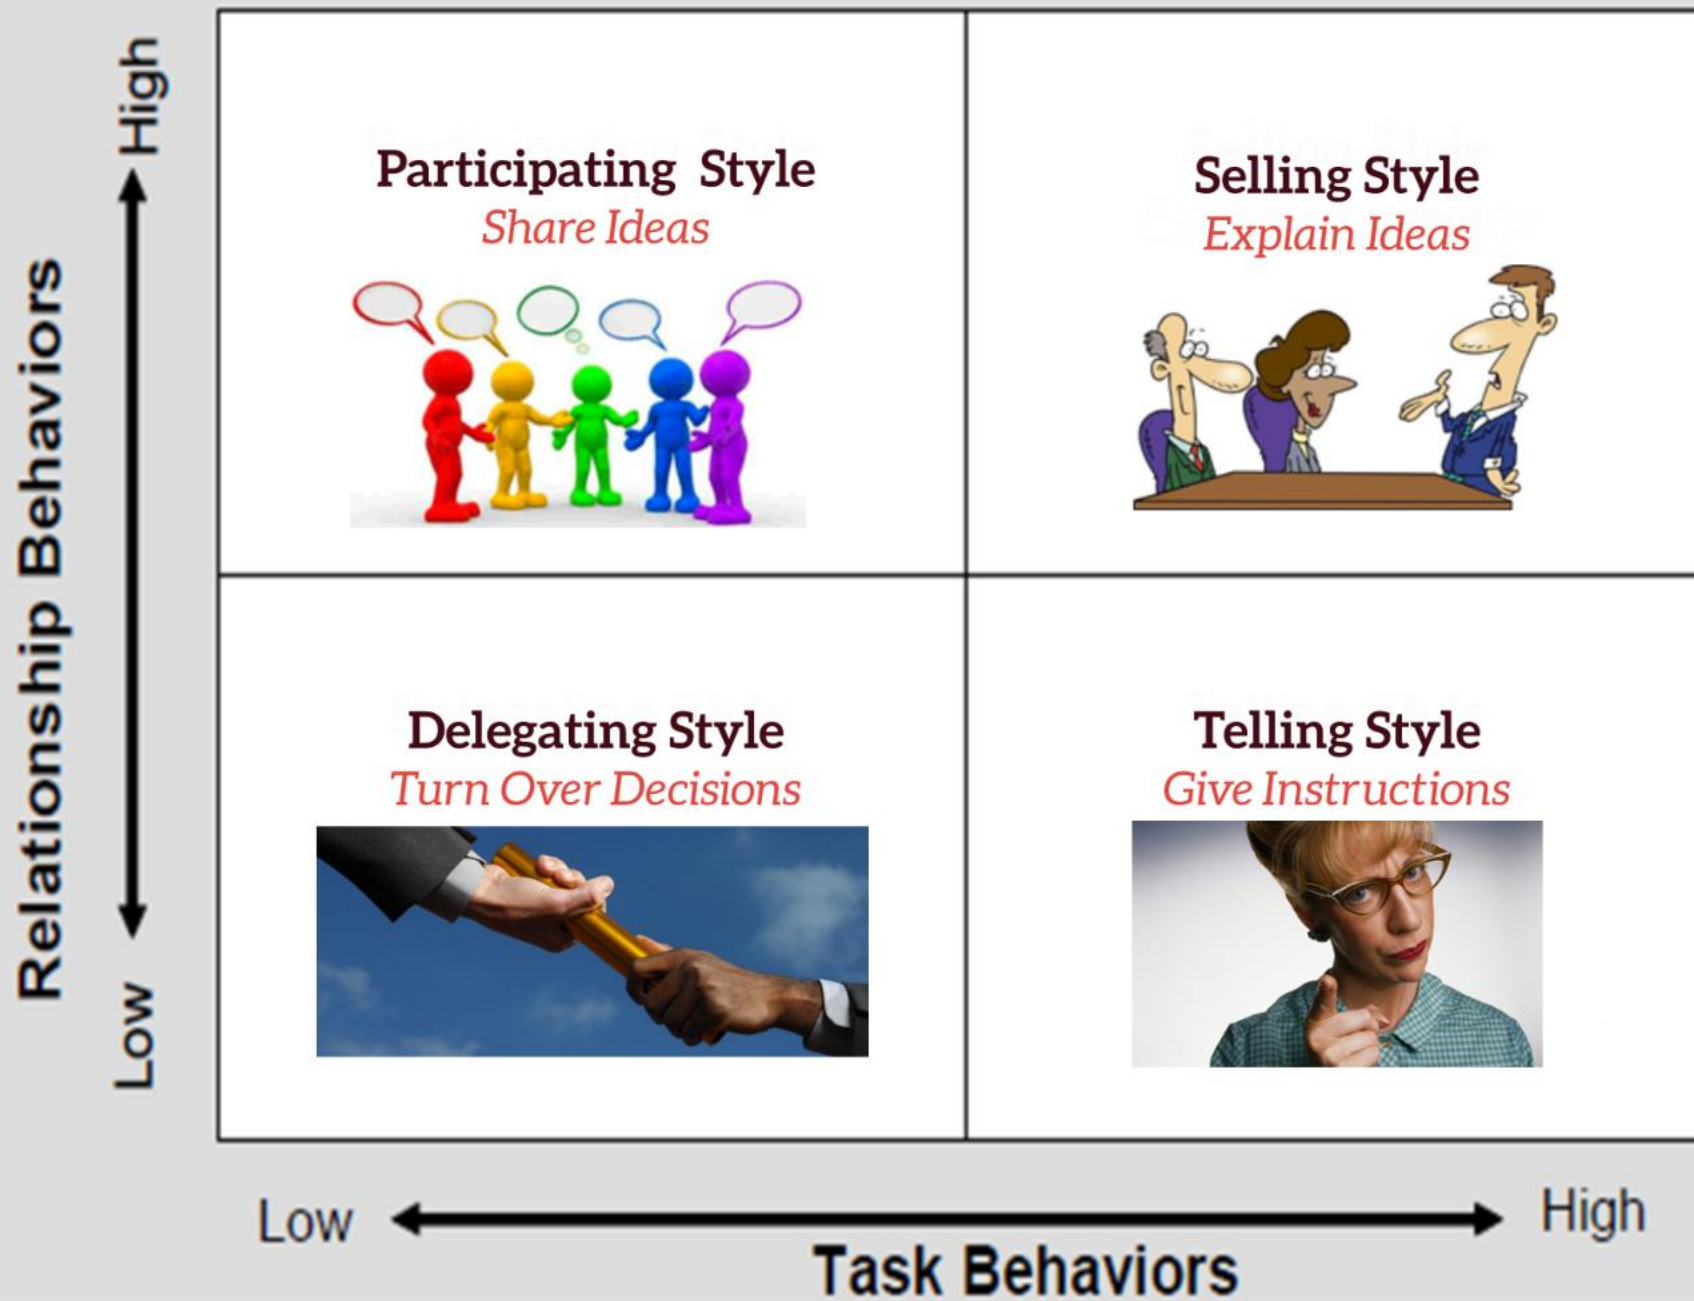 High
Relationship Behaviors
Low
Participating Style
Share Ideas
Selling Style
Explain Ideas
Delegating Style
Turn Over Decisions
Telling Style
Give Instructions
Low
High
Task Behaviors